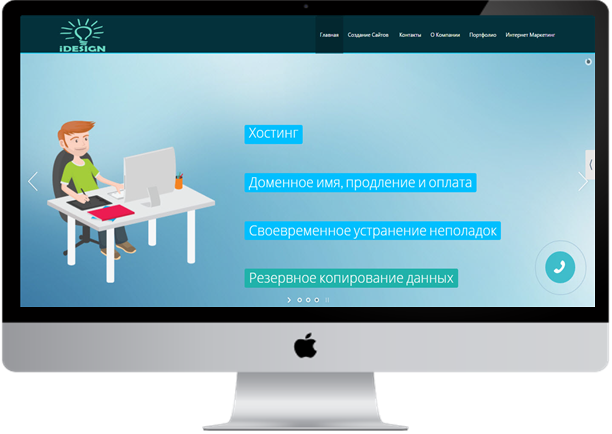 iDESIGN
Главная Создание Сайтов Контакты О Компании Портфолио Интернет Маркетинг
Хостинг
Доменное имя, продление и оплата
Своевременное устранение неполадок
Резервное копирование данных